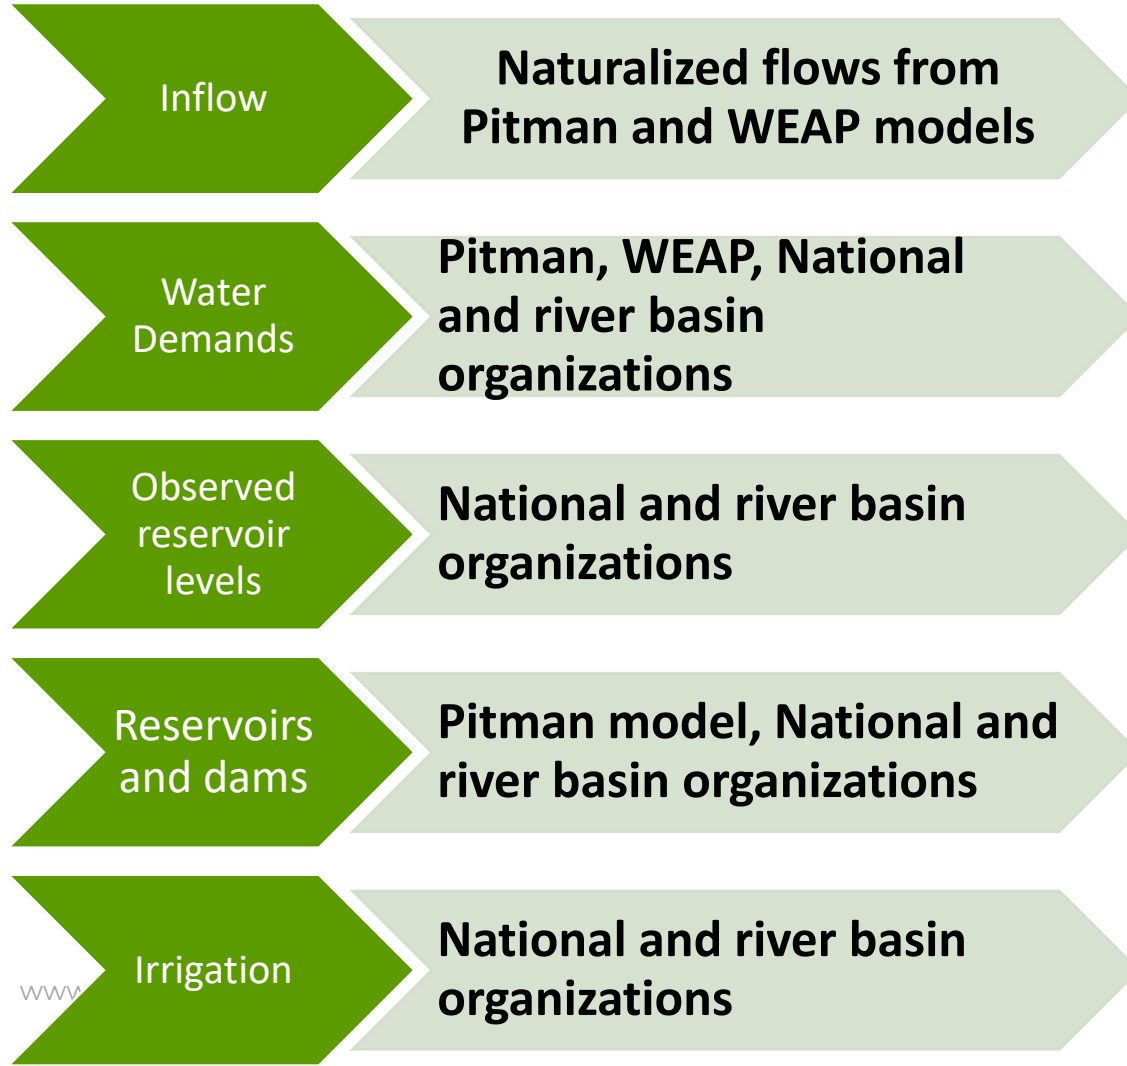 Inflow
Naturalized flows from
Pitman and WEAP models
Water
Demands
Pitman, WEAP, National
and river basin
organizations
Observed
reservoir
levels
National and river basin
organizations
Reservoirs
and dams
Pitman model, National and
river basin organizations
Irrigation
National and river basin
organizations